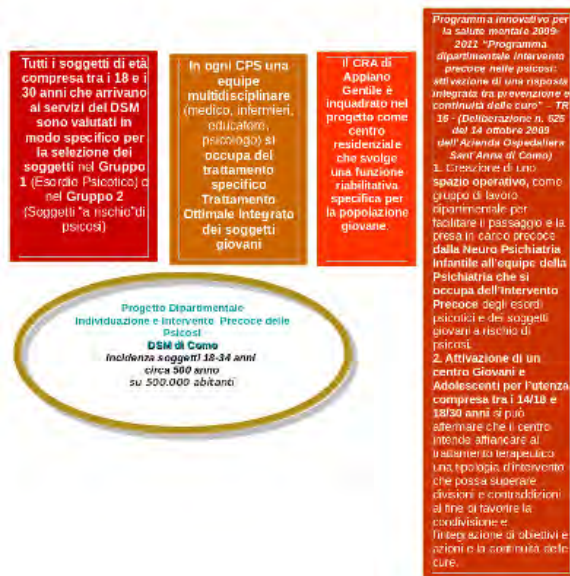 Tutti i soggetti di età
compresa tra i 18 e i
30 anni che arrivano
ai servizi del DSM
sono valutati in
modo specifico per
la selezione dei
soggetti nel Gruppo
1 (Esordio Psicotico) o
nel Gruppo 2
(Soggetti "a rischio"di
psicosi)
In ogni CPS una
equipe
multidisciplinare
(medico, infermieri,
educatore,
psicologo) si
occupa del
trattamento
specifico
Trattamento
Ottimale Integrato
dei soggetti
giovani
Il CRA di
Appiano
Gentile è
inquadrato nel
progetto come
centro
residenziale
che svolge
una funzione
riabilitativa
specifica per
la popolazione
giovane.
Programma innovativo per
la salute mentale 2009-
2011 "Programma
dipartimentale intervento
precoce nelle psicosi:
attivazione di una risposta
integrata tra prevenzione e
continuità delle cure" – TR
16 - (Deliberazione n. 625
del 14 ottobre 2009
dell'Azienda Ospedaliera
Sant'Anna di Como)
1. Creazione di uno
spazio operativo, come
gruppo di lavoro
dipartimentale per
facilitare il passaggio e la
presa in carico precoce
dalla Neuro Psichiatria
Infantile all'equipe della
Psichiatria che si
occupa dell'Intervento
Precoce degli esordi
psicotici e dei soggetti
giovani a rischio di
psicosi.
2. Attivazione di un
centro Giovani e
Adolescenti per l'utenza
compresa tra i 14/18 e
18/30 anni si può
affermare che il centro
intende affiancare al
trattamento terapeutico
una tipologia d'intervento
che possa superare
divisioni e contraddizioni
al fine di favorire la
condivisione e
l'integrazione di obiettivi e
azioni e la continuità delle
cure.
Progetto Dipartimentale
Individuazione e Intervento Precoce delle
Psicosi
DSM di Como
Incidenza soggetti 18-34 anni
circa 500 anno
su 500.000 abitanti